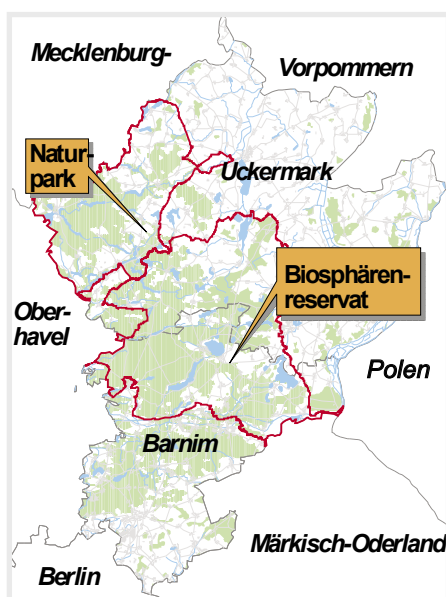 Mecklenburg-
Vorpommern
Natur-
park
Uckermark
Biosphären-
reservat
Ober-
havel
Polen
Barnim
Märkisch-Oderland
Berlin